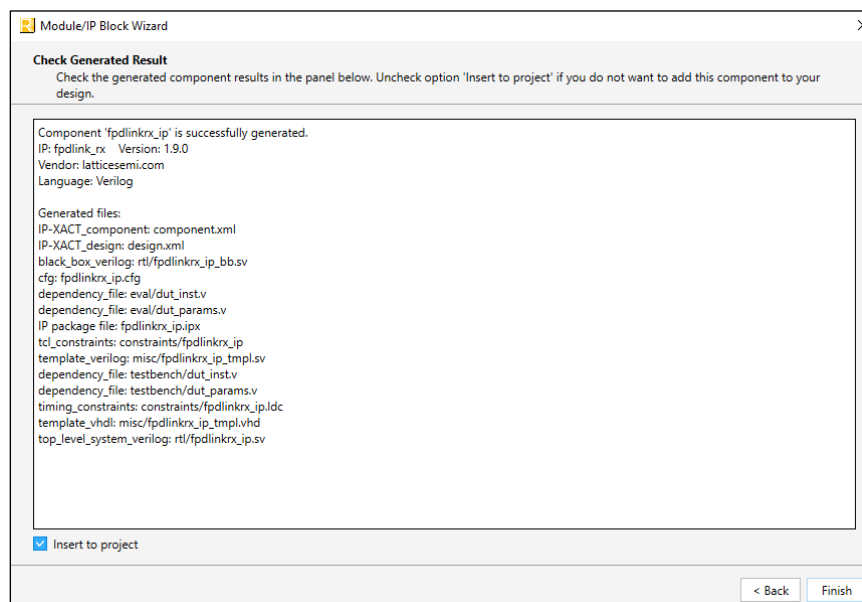 Module/IP Block Wizard
Check Generated Result
Check the generated component results in the panel below. Uncheck option 'Insert to project' if you do not want to add this component to your
design.
Component 'fpdlinkrx_ip' is successfully generated.
IP: fpdlink_rx    Version: 1.9.0
Vendor: latticesemi.com
Language: Verilog
Generated files:
IP-XACT_component: component.xml
IP-XACT_design: design.xml
black_box_verilog: rtl/fpdlinkrx_ip_bb.sv
cfg: fpdlinkrx_ip.cfg
dependency_file: eval/dut_inst.v
dependency_file: eval/dut_params.v
IP package file: fpdlinkrx_ip.ipx
tcl_constraints: constraints/fpdlinkrx_ip
template_verilog: misc/fpdlinkrx_ip_tmpl.sv
dependency_file: testbench/dut_inst.v
dependency_file: testbench/dut_params.v
timing_constraints: constraints/fpdlinkrx_ip.ldc
template_vhdl: misc/fpdlinkrx_ip_tmpl.vhd
top_level_system_verilog: rtl/fpdlinkrx_ip.sv
Insert to project
< Back    Finish